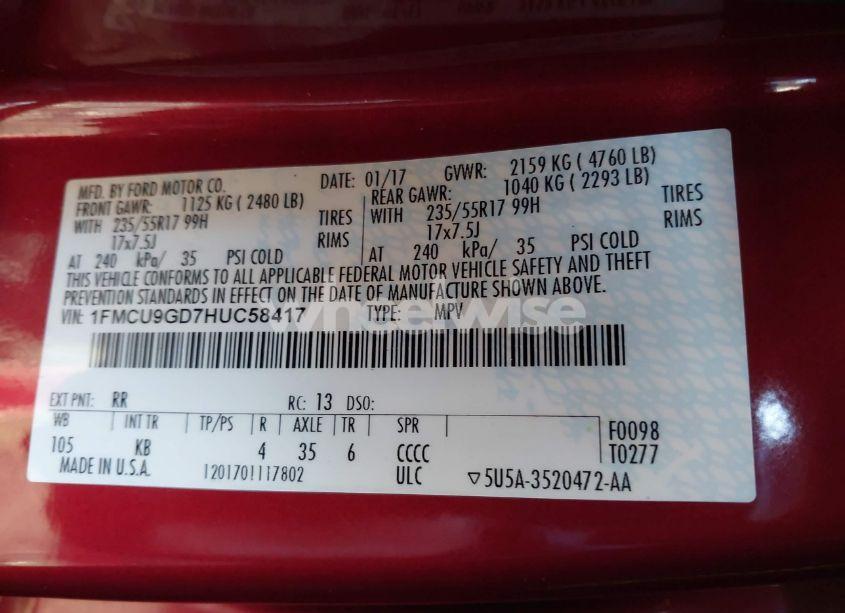 MFD. BY FORD MOTOR CO. DATE: 01/17 GVWR: 2159 KG ( 4760 LB)
FRONT GAWR: 1125 KG ( 2480 LB) REAR GAWR: 1040 KG ( 2293 LB)
WITH 235/55R17 99H TIRES WITH 235/55R17 99H TIRES
17x7.5J RIMS 17x7.5J RIMS
AT 240 kPa/ 35 PSI COLD AT 240 kPa/ 35 PSI COLD
THIS VEHICLE CONFORMS TO ALL APPLICABLE FEDERAL MOTOR VEHICLE SAFETY AND THEFT
PREVENTION STANDARDS IN EFFECT ON THE DATE OF MANUFACTURE SHOWN ABOVE.
VIN: 1FMCU9GD7HUC58417 TYPE: MPV
wheelwise
EXT PNT: RR RC: 13 DSO:
WB INT TR TP/PS R AXLE TR SPR F0098
105 KB 4 35 6 CCCC T0277
MADE IN U.S.A. 1201701117802 ULC ▽5U5A-3520472-AA